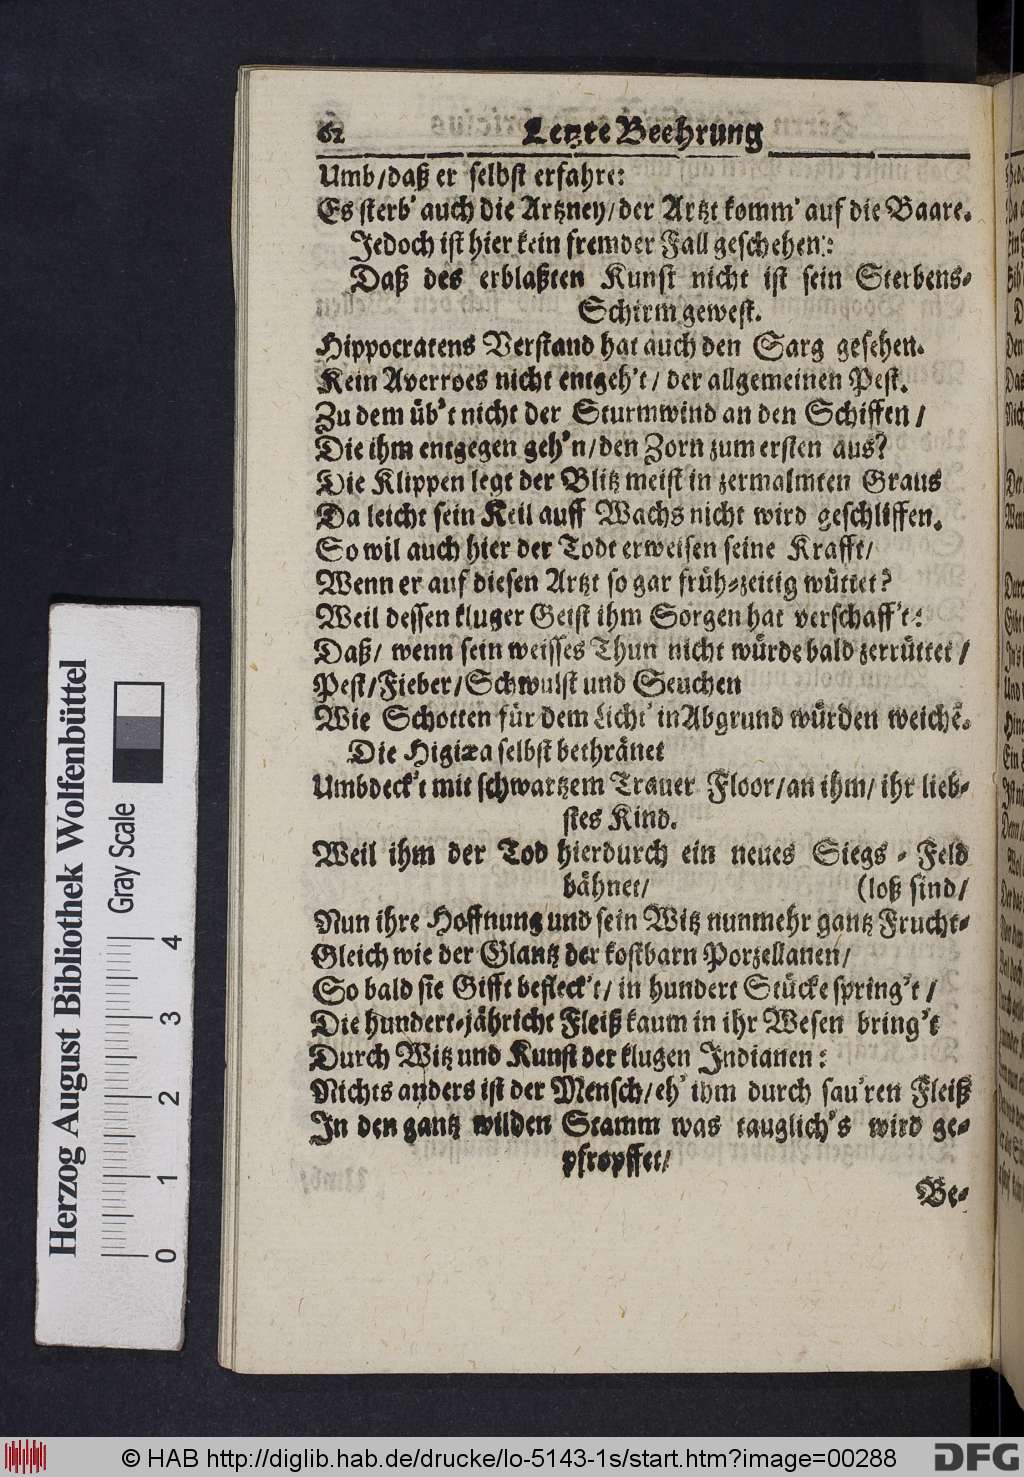 62 Letzte Beehrung
Umb/daß er selbst erfahre:
Es sterb' auch die Artzney/der Artzt komm' auf die Baare.
Jedoch ist hier kein fremder Fall geschehen:
Daß des erblaßten Kunst nicht ist sein Sterbens-
Schirm gewest.
Hippocratens Verstand hat auch den Sarg gesehen.
Kein Averroes nicht entgeh't/ der allgemeinen Pest.
Zu dem üb't nicht der Sturmwind an den Schiffen/
Die ihm entgegen geh'n/den Zorn zum ersten aus?
Die Klippen legt der Blitz meist in zermalmten Graus
Da leicht sein Keil auff Wachs nicht wird geschliffen.
So wil auch hier der Todt erweisen seine Krafft/
Wenn er auf diesen Artzt so gar früh-zeitig wüttet?
Weil dessen kluger Geist ihm Sorgen hat verschaff't:
Daß/ wenn sein weisses Thun nicht würde bald zerrüttet/
Pest/Fieber/Schwulst und Seuchen
Wie Schotten für dem Licht' in Abgrund würden weichẽ.
Die Higiæa selbst bethränet
Umbdeck't mit schwartzem Trauer Floor/an ihm/ ihr lieb-
stes Kind.
Weil ihm der Tod hierdurch ein neues Siegs-Feld
bähnet/ (loß sind/
Nun ihre Hoffnung und sein Witz nunmehr gantz Frucht-
Gleich wie der Glantz der kostbarn Porzellanen/
So bald sie Gifft befleck't/ in hundert Stücke spring't/
Die hundert-jähricht Fleiß kaum in ihr Wesen bring't
Durch Witz und Kunst der klugen Indianen:
Nichts anders ist der Mensch/eh' ihm durch sau'ren Fleiß
In den gantz wilden Stamm was tauglich's wird ge-
pfropffet/
Be-
Herzog August Bibliothek Wolfenbüttel
Gray Scale
0 1 2 3 4
© HAB http://diglib.hab.de/drucke/lo-5143-1s/start.htm?image=00288
DFG